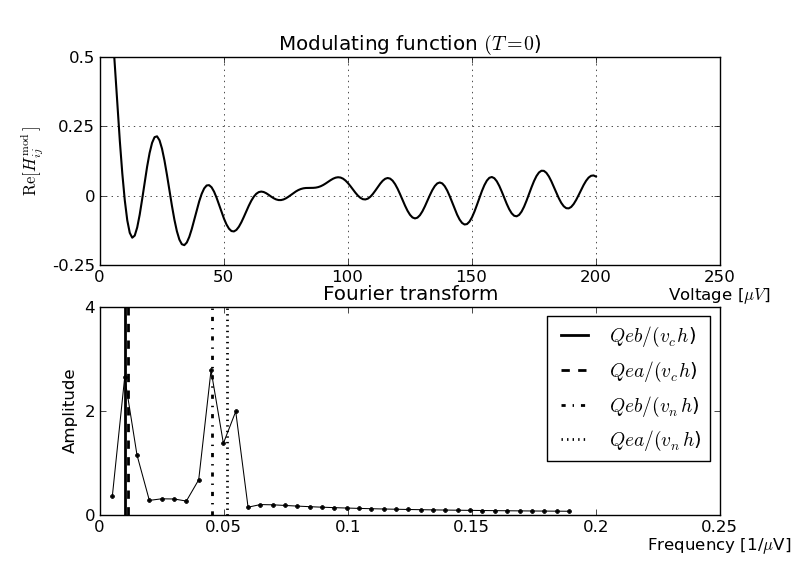 Modulating function (T=0)
0.5
0.25
0
-0.25
Re[H_{ij}^{mod}]
0 50 100 150 200 250
Voltage [μV]
Fourier transform
4
2
0
Amplitude
Qeb/(v_c h)
Qea/(v_c h)
Qeb/(v_n h)
Qea/(v_n h)
0 0.05 0.1 0.15 0.2 0.25
Frequency [1/μV]